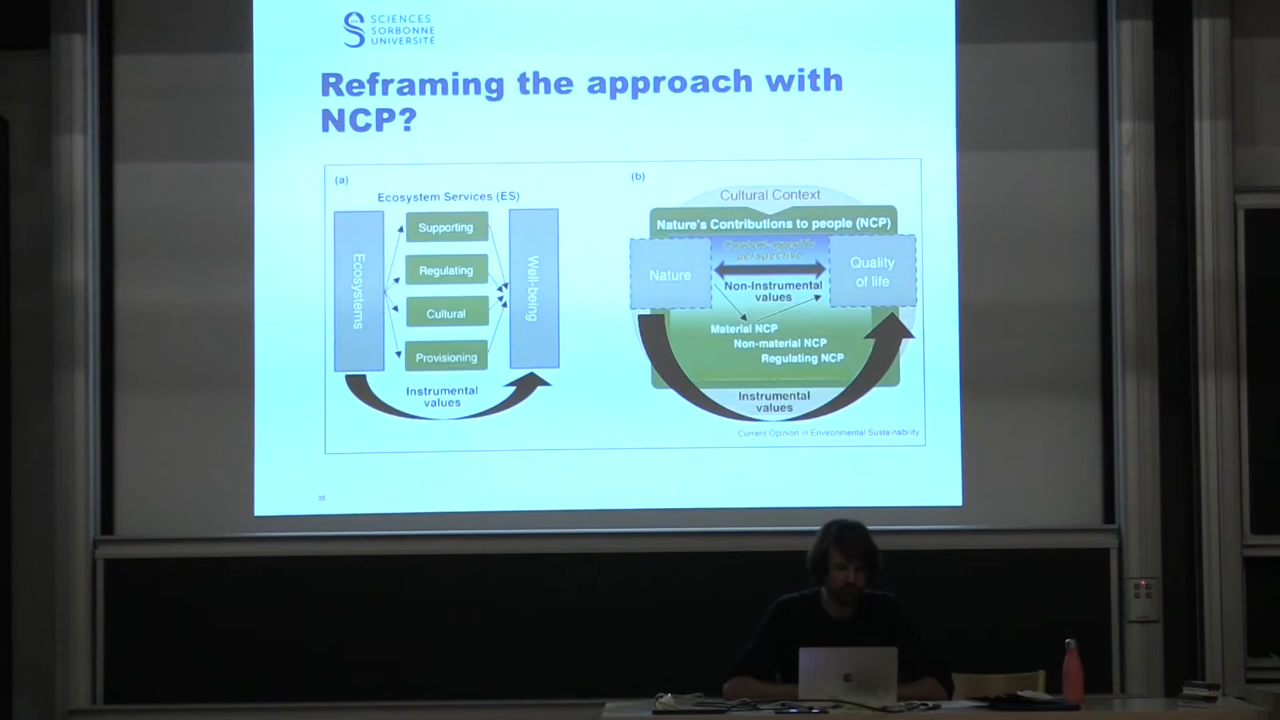 SCIENCES
SORBONNE
UNIVERSITÉ
Reframing the approach with
NCP?
(a)
Ecosystem Services (ES)
Ecosystems
Supporting
Regulating
Cultural
Provisioning
Well-being
Instrumental
values
(b)
Cultural Context
Nature's Contributions to people (NCP)
Context-specific
perspective
Nature
Quality
of life
Non-Instrumental
values
Material NCP
Non-material NCP
Regulating NCP
Instrumental
values
Current Opinion in Environmental Sustainability